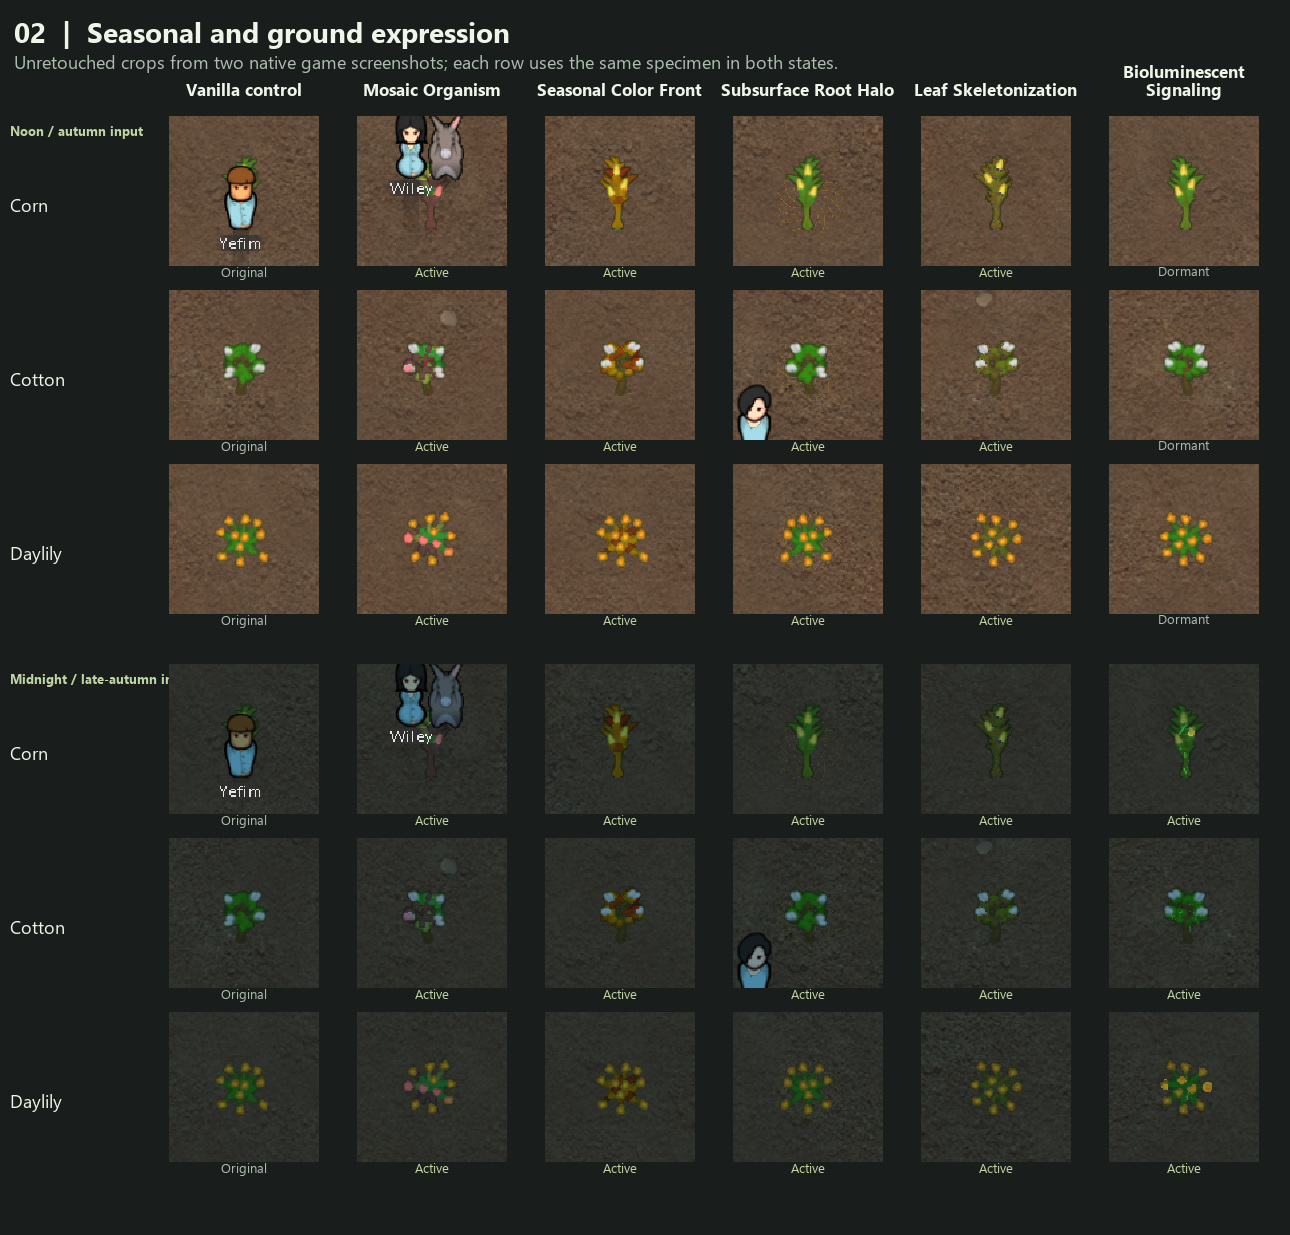 02 | Seasonal and ground expression
Unretouched crops from two native game screenshots; each row uses the same specimen in both states.
Vanilla control
Mosaic Organism
Seasonal Color Front
Subsurface Root Halo
Leaf Skeletonization
Bioluminescent
Signaling
Noon / autumn input
Corn
Yefim
Wiley
Original
Active
Active
Active
Active
Dormant
Cotton
Original
Active
Active
Active
Active
Dormant
Daylily
Original
Active
Active
Active
Active
Dormant
Midnight / late-autumn
Corn
Yefim
Wiley
Original
Active
Active
Active
Active
Active
Cotton
Original
Active
Active
Active
Active
Active
Daylily
Original
Active
Active
Active
Active
Active